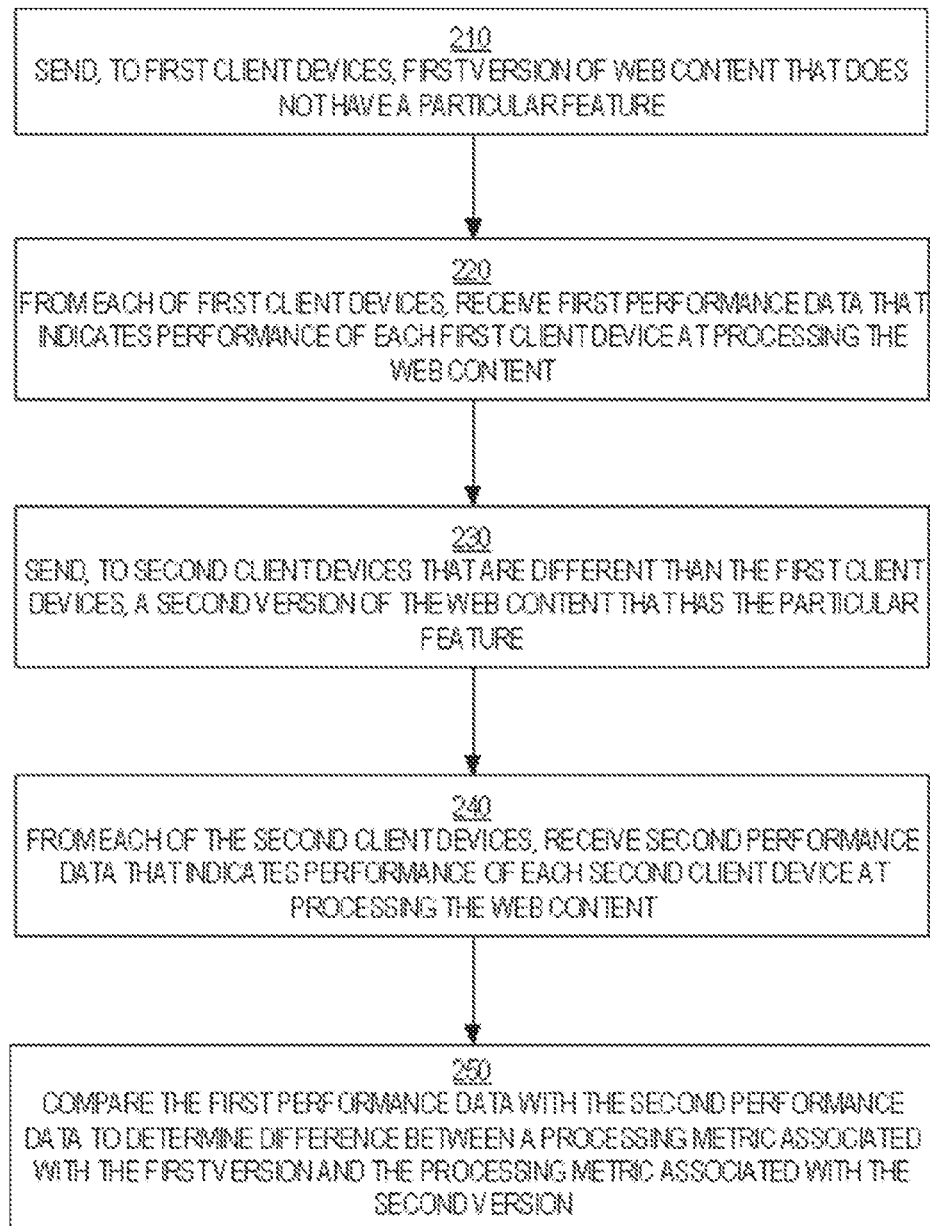 210
SEND, TO FIRST CLIENT DEVICES, FIRST VERSION OF WEB CONTENT THAT DOES
NOT HAVE A PARTICULAR FEATURE
220
FROM EACH OF FIRST CLIENT DEVICES, RECEIVE FIRST PERFORMANCE DATA THAT
INDICATES PERFORMANCE OF EACH FIRST CLIENT DEVICE AT PROCESSING THE
WEB CONTENT
230
SEND, TO SECOND CLIENT DEVICES THAT ARE DIFFERENT THAN THE FIRST CLIENT
DEVICES, A SECOND VERSION OF THE WEB CONTENT THAT HAS THE PARTICULAR
FEATURE
240
FROM EACH OF THE SECOND CLIENT DEVICES, RECEIVE SECOND PERFORMANCE
DATA THAT INDICATES PERFORMANCE OF EACH SECOND CLIENT DEVICE AT
PROCESSING THE WEB CONTENT
250
COMPARE THE FIRST PERFORMANCE DATA WITH THE SECOND PERFORMANCE
DATA TO DETERMINE DIFFERENCE BETWEEN A PROCESSING METRIC ASSOCIATED
WITH THE FIRST VERSION AND THE PROCESSING METRIC ASSOCIATED WITH THE
SECOND VERSION